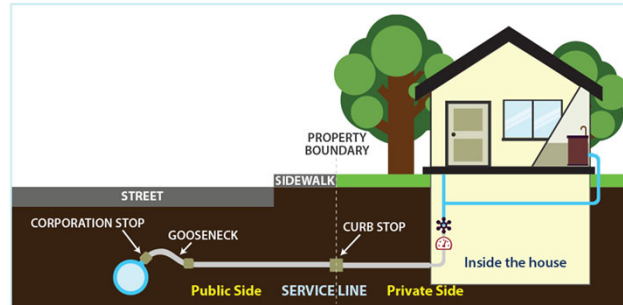 PROPERTY
BOUNDARY
SIDEWALK
STREET
CORPORATION STOP
GOOSENECK
CURB STOP
Inside the house
Public Side
SERVICE LINE
Private Side